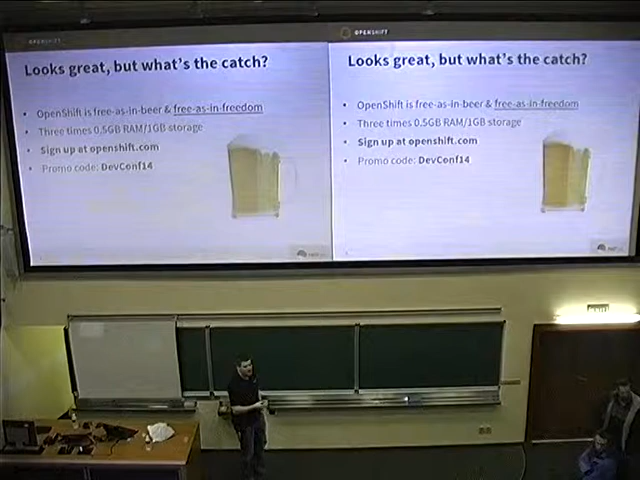 OPENSHIFT
Looks great, but what's the catch?
• OpenShift is free-as-in-beer & free-as-in-freedom
• Three times 0.5GB RAM/1GB storage
• Sign up at openshift.com
• Promo code: DevConf14
OPENSHIFT
Looks great, but what's the catch?
• OpenShift is free-as-in-beer & free-as-in-freedom
• Three times 0.5GB RAM/1GB storage
• Sign up at openshift.com
• Promo code: DevConf14